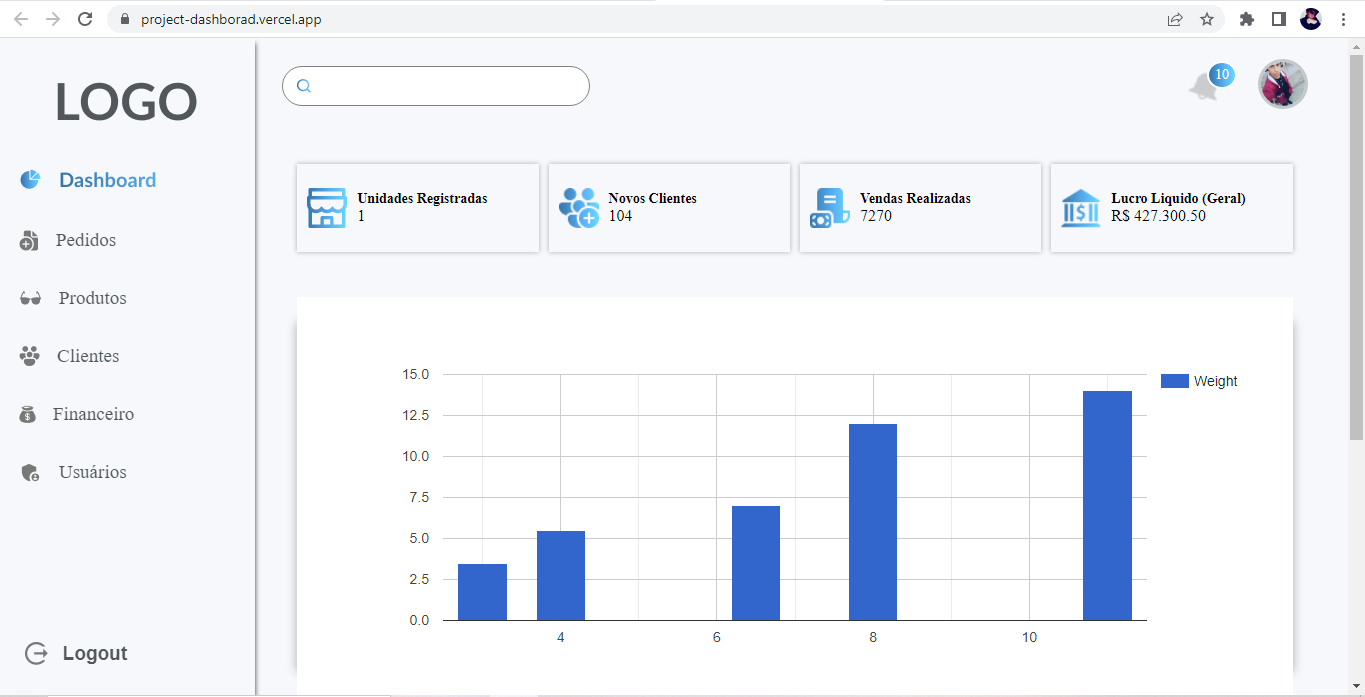 project-dashborad.vercel.app
LOGO
10
Dashboard
Pedidos
Produtos
Clientes
Financeiro
Usuários
Logout
Unidades Registradas
1
Novos Clientes
104
Vendas Realizadas
7270
Lucro Liquido (Geral)
R$ 427.300.50
15.0
12.5
10.0
7.5
5.0
2.5
0.0
4 6 8 10
Weight